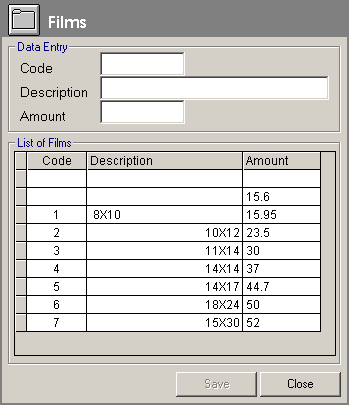 Films
Data Entry
Code
Description
Amount
List of Films
Code Description Amount
15.6
1 8X10 15.95
2 10X12 23.5
3 11X14 30
4 14X14 37
5 14X17 44.7
6 18X24 50
7 15X30 52
Save Close